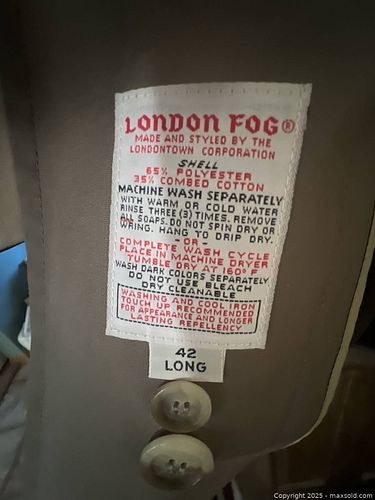 LONDON FOG®
MADE AND STYLED BY THE
LONDONTOWN CORPORATION
SHELL
65% POLYESTER
35% COMBED COTTON
MACHINE WASH SEPARATELY
WITH WARM OR COLD WATER
RINSE THREE (3) TIMES. REMOVE
ALL SOAPS. DO NOT SPIN DRY OR
WRING. HANG TO DRIP DRY.
-OR-
COMPLETE WASH CYCLE
PLACE IN MACHINE DRYER
TUMBLE DRY AT 160° F
WASH DARK COLORS SEPARATELY
DO NOT USE BLEACH
DRY CLEANABLE
WASHING AND COOL IRON
TOUCH UP RECOMMENDED
FOR APPEARANCE AND LONGER
LASTING REPELLENCY
42
LONG
Copyright 2025 - maxsold.com